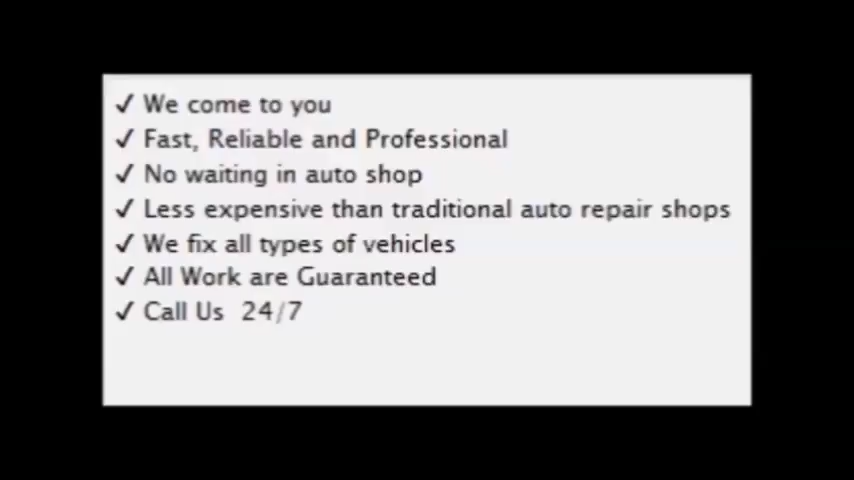 ✓ We come to you
✓ Fast, Reliable and Professional
✓ No waiting in auto shop
✓ Less expensive than traditional auto repair shops
✓ We fix all types of vehicles
✓ All Work are Guaranteed
✓ Call Us  24/7